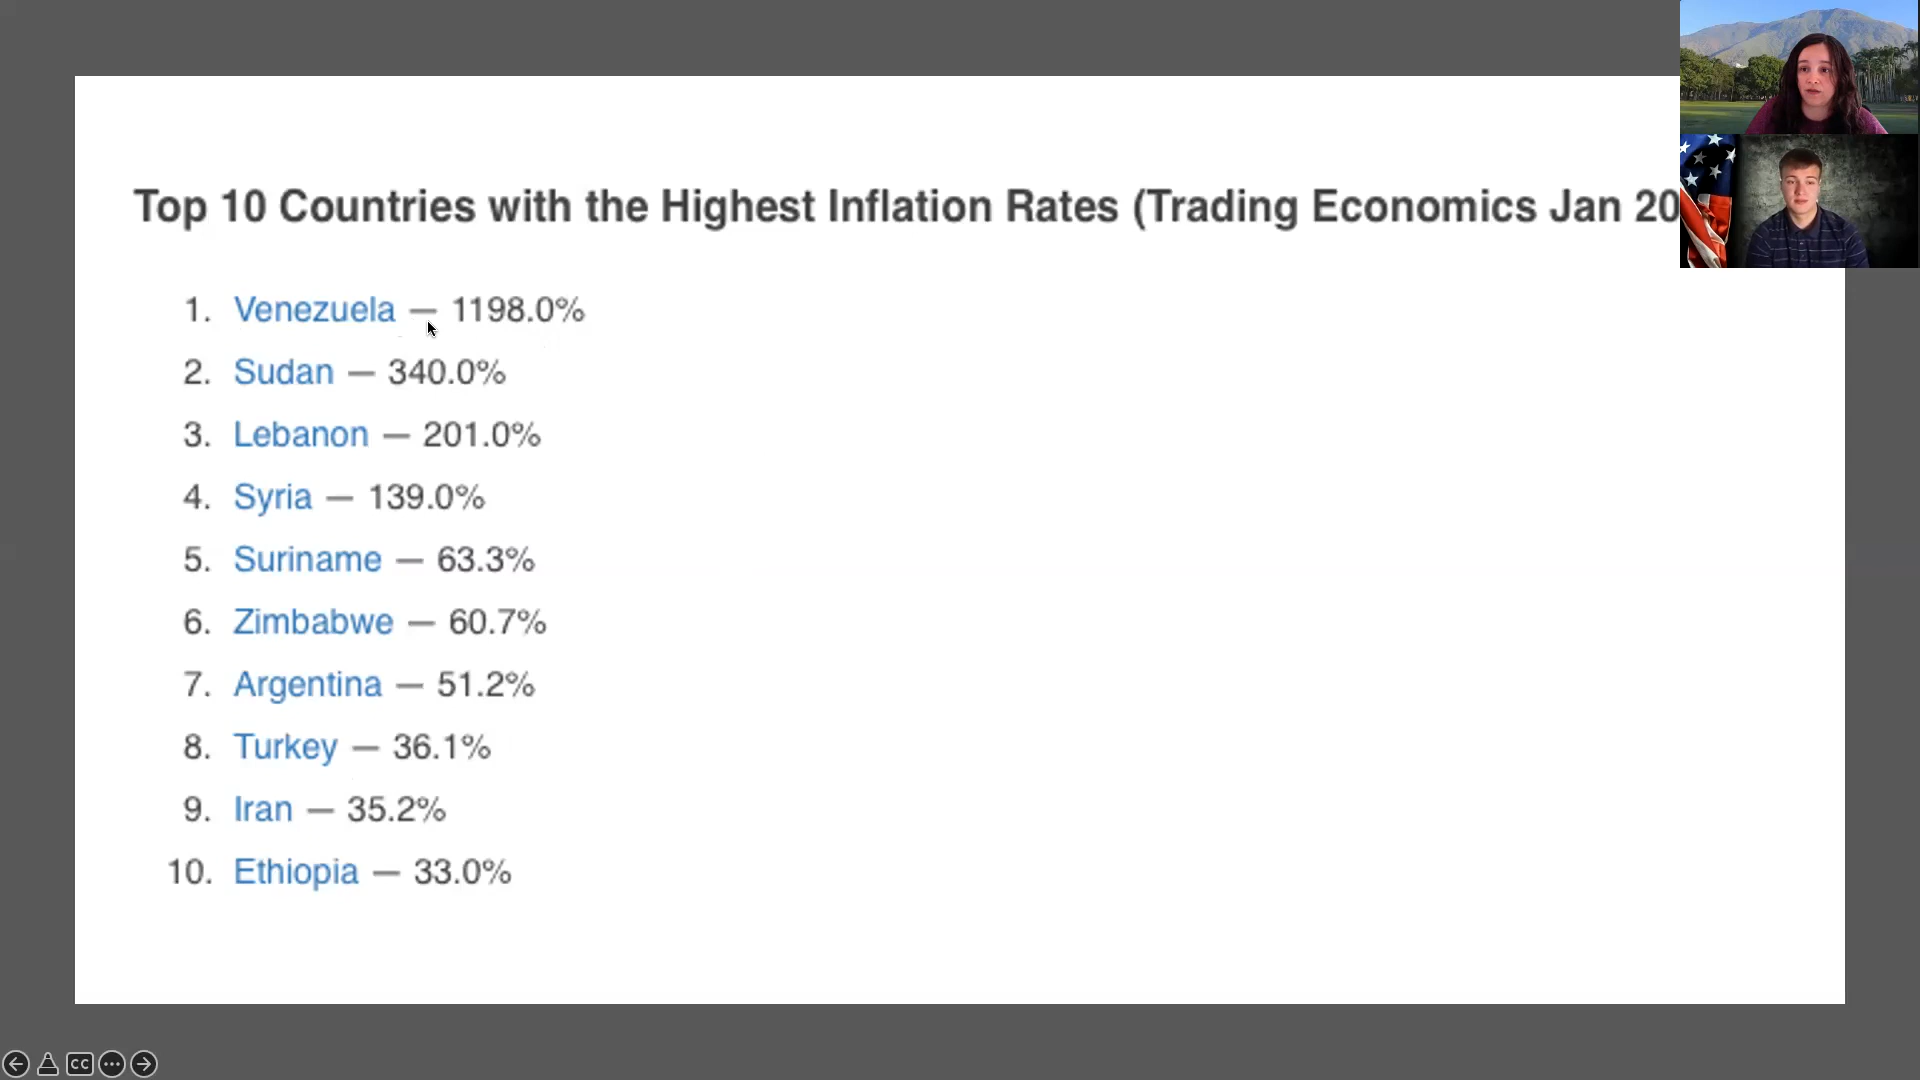 Top 10 Countries with the Highest Inflation Rates (Trading Economics Jan 20
1. Venezuela — 1198.0%
2. Sudan — 340.0%
3. Lebanon — 201.0%
4. Syria — 139.0%
5. Suriname — 63.3%
6. Zimbabwe — 60.7%
7. Argentina — 51.2%
8. Turkey — 36.1%
9. Iran — 35.2%
10. Ethiopia — 33.0%
CC